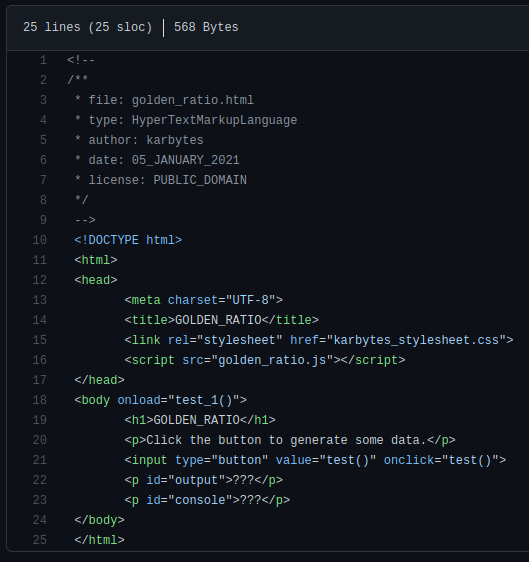 25 lines (25 sloc) | 568 Bytes
1 <!--
2 /**
3 * file: golden_ratio.html
4 * type: HyperTextMarkupLanguage
5 * author: karbytes
6 * date: 05_JANUARY_2021
7 * license: PUBLIC_DOMAIN
8 */
9 -->
10 <!DOCTYPE html>
11 <html>
12 <head>
13 <meta charset="UTF-8">
14 <title>GOLDEN_RATIO</title>
15 <link rel="stylesheet" href="karbytes_stylesheet.css">
16 <script src="golden_ratio.js"></script>
17 </head>
18 <body onload="test_1()">
19 <h1>GOLDEN_RATIO</h1>
20 <p>Click the button to generate some data.</p>
21 <input type="button" value="test()" onclick="test()">
22 <p id="output">???</p>
23 <p id="console">???</p>
24 </body>
25 </html>